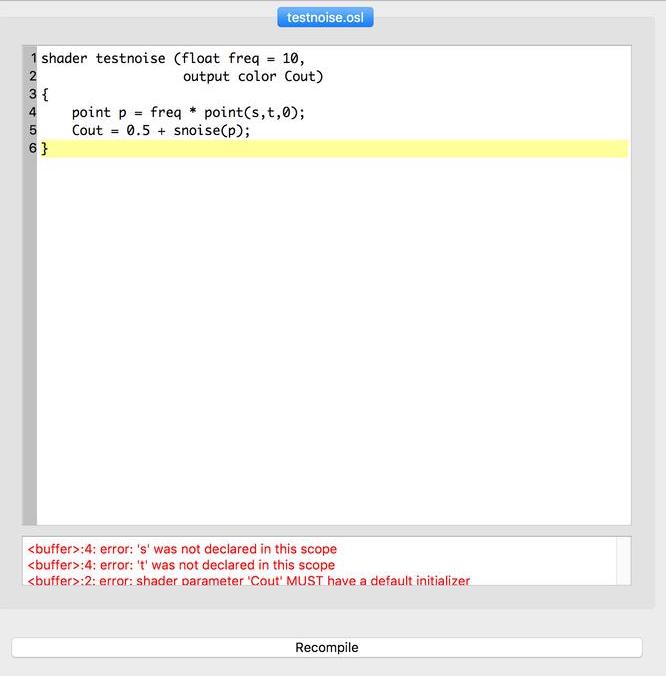 testnoise.osl
1 shader testnoise (float freq = 10,
2 output color Cout)
3 {
4 point p = freq * point(s,t,0);
5 Cout = 0.5 + snoise(p);
6 }
<buffer>:4: error: 's' was not declared in this scope
<buffer>:4: error: 't' was not declared in this scope
<buffer>:2: error: shader parameter 'Cout' MUST have a default initializer
Recompile